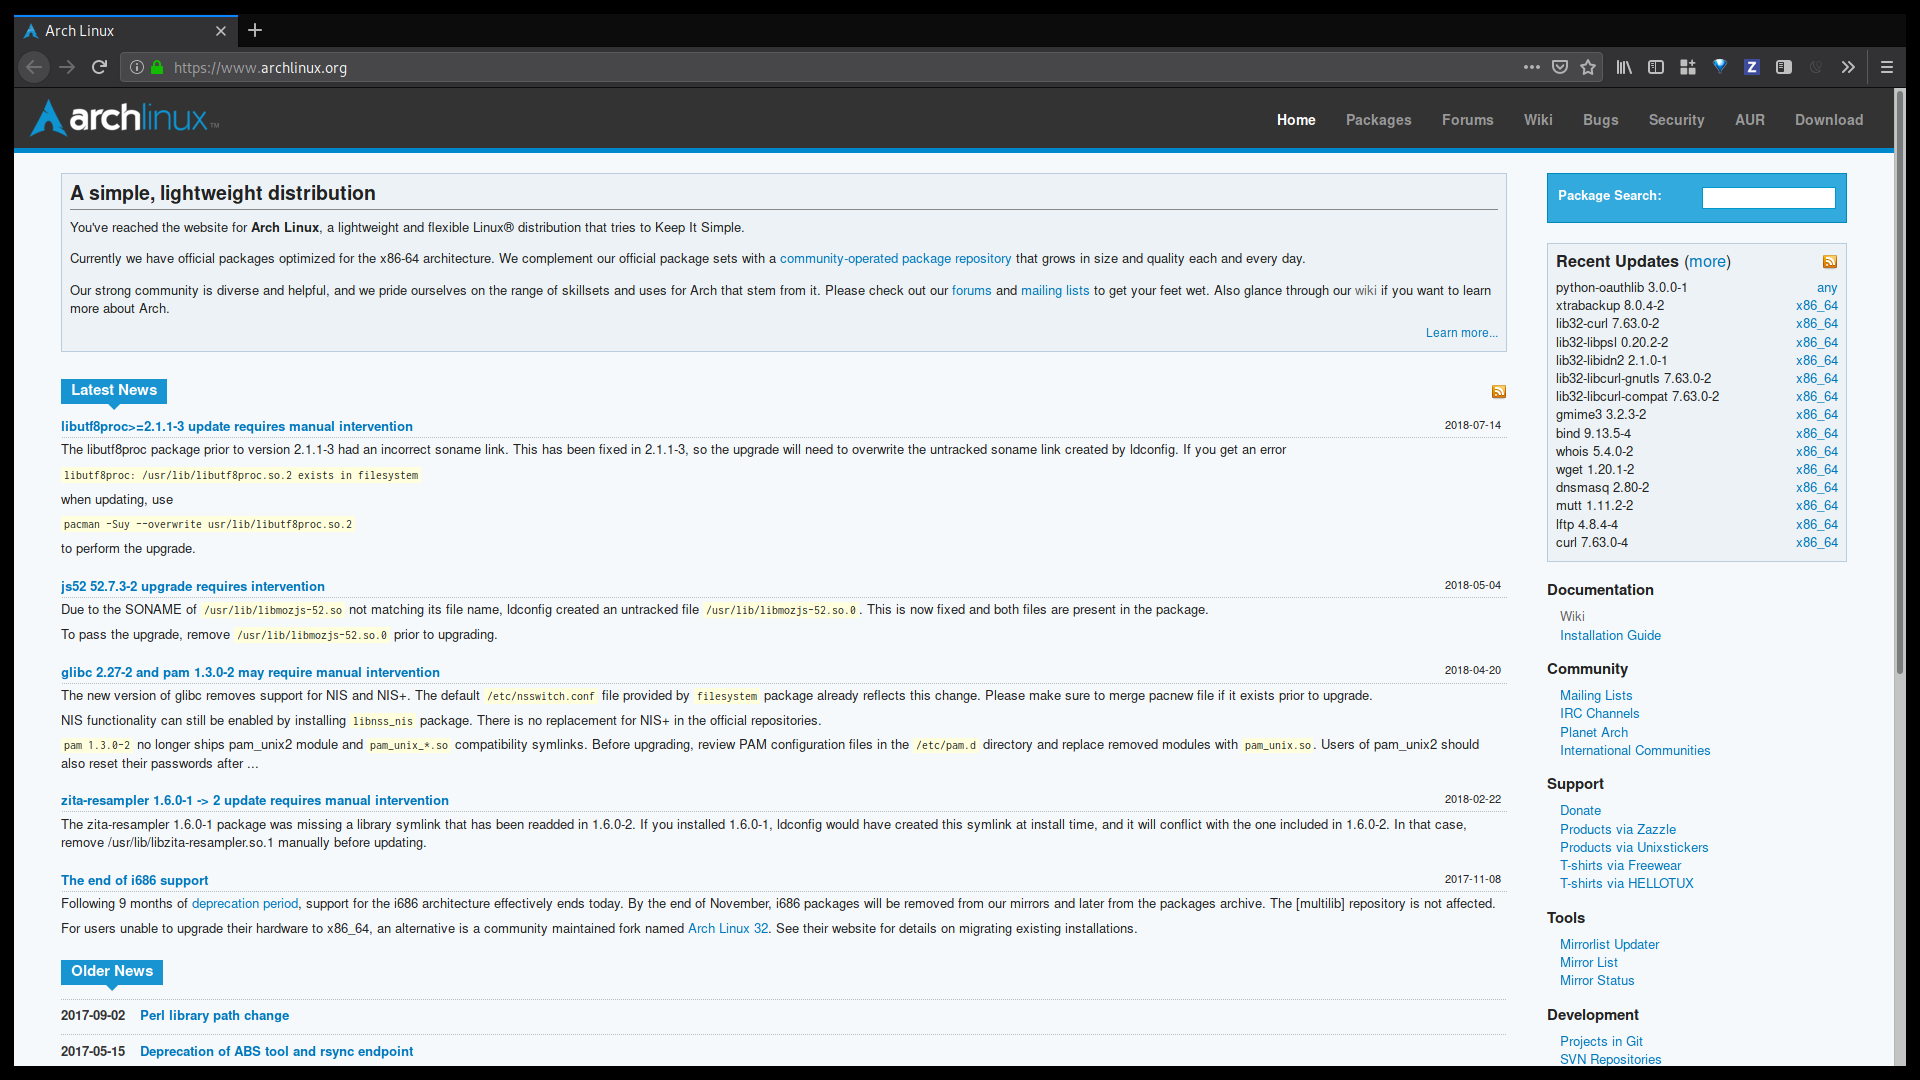 Arch Linux
https://www.archlinux.org
archlinux™
Home Packages Forums Wiki Bugs Security AUR Download
A simple, lightweight distribution
You've reached the website for Arch Linux, a lightweight and flexible Linux® distribution that tries to Keep It Simple.
Currently we have official packages optimized for the x86-64 architecture. We complement our official package sets with a community-operated package repository that grows in size and quality each and every day.
Our strong community is diverse and helpful, and we pride ourselves on the range of skillsets and uses for Arch that stem from it. Please check out our forums and mailing lists to get your feet wet. Also glance through our wiki if you want to learn
more about Arch.
Learn more...
Latest News
libutf8proc>=2.1.1-3 update requires manual intervention 2018-07-14
The libutf8proc package prior to version 2.1.1-3 had an incorrect soname link. This has been fixed in 2.1.1-3, so the upgrade will need to overwrite the untracked soname link created by ldconfig. If you get an error
libutf8proc: /usr/lib/libutf8proc.so.2 exists in filesystem
when updating, use
pacman -Suy --overwrite usr/lib/libutf8proc.so.2
to perform the upgrade.
js52 52.7.3-2 upgrade requires intervention 2018-05-04
Due to the SONAME of /usr/lib/libmozjs-52.so not matching its file name, ldconfig created an untracked file /usr/lib/libmozjs-52.so.0. This is now fixed and both files are present in the package.
To pass the upgrade, remove /usr/lib/libmozjs-52.so.0 prior to upgrading.
glibc 2.27-2 and pam 1.3.0-2 may require manual intervention 2018-04-20
The new version of glibc removes support for NIS and NIS+. The default /etc/nsswitch.conf file provided by filesystem package already reflects this change. Please make sure to merge pacnew file if it exists prior to upgrade.
NIS functionality can still be enabled by installing libnss_nis package. There is no replacement for NIS+ in the official repositories.
pam 1.3.0-2 no longer ships pam_unix2 module and pam_unix_*.so compatibility symlinks. Before upgrading, review PAM configuration files in the /etc/pam.d directory and replace removed modules with pam_unix.so. Users of pam_unix2 should
also reset their passwords after ...
zita-resampler 1.6.0-1 -> 2 update requires manual intervention 2018-02-22
The zita-resampler 1.6.0-1 package was missing a library symlink that has been readded in 1.6.0-2. If you installed 1.6.0-1, ldconfig would have created this symlink at install time, and it will conflict with the one included in 1.6.0-2. In that case,
remove /usr/lib/libzita-resampler.so.1 manually before updating.
The end of i686 support 2017-11-08
Following 9 months of deprecation period, support for the i686 architecture effectively ends today. By the end of November, i686 packages will be removed from our mirrors and later from the packages archive. The [multilib] repository is not affected.
For users unable to upgrade their hardware to x86_64, an alternative is a community maintained fork named Arch Linux 32. See their website for details on migrating existing installations.
Older News
2017-09-02 Perl library path change
2017-05-15 Deprecation of ABS tool and rsync endpoint
Package Search:
Recent Updates (more)
python-oauthlib 3.0.0-1 any
xtrabackup 8.0.4-2 x86_64
lib32-curl 7.63.0-2 x86_64
lib32-libpsl 0.20.2-2 x86_64
lib32-libidn2 2.1.0-1 x86_64
lib32-libcurl-gnutls 7.63.0-2 x86_64
lib32-libcurl-compat 7.63.0-2 x86_64
gmime3 3.2.3-2 x86_64
bind 9.13.5-4 x86_64
whois 5.4.0-2 x86_64
wget 1.20.1-2 x86_64
dnsmasq 2.80-2 x86_64
mutt 1.11.2-2 x86_64
lftp 4.8.4-4 x86_64
curl 7.63.0-4 x86_64
Documentation
Wiki
Installation Guide
Community
Mailing Lists
IRC Channels
Planet Arch
International Communities
Support
Donate
Products via Zazzle
Products via Unixstickers
T-shirts via Freewear
T-shirts via HELLOTUX
Tools
Mirrorlist Updater
Mirror List
Mirror Status
Development
Projects in Git
SVN Repositories